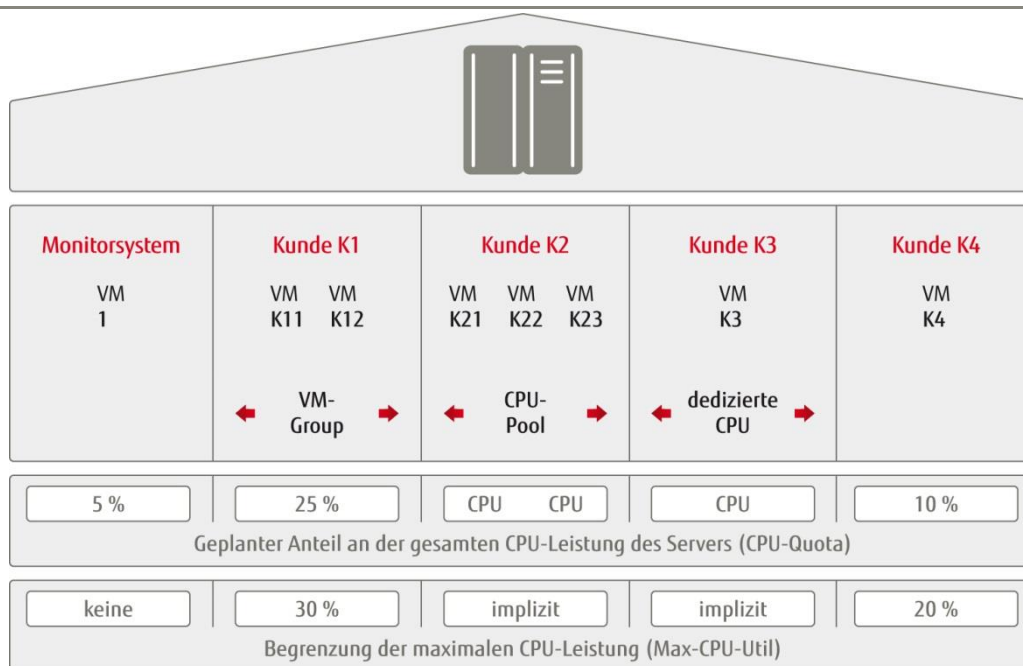 Monitorsystem
VM
1
Kunde K1
VM VM
K11 K12
VM-
Group
Kunde K2
VM VM VM
K21 K22 K23
CPU-
Pool
Kunde K3
VM
K3
dedizierte
CPU
Kunde K4
VM
K4
5 % 25 % CPU CPU CPU 10 %
Geplanter Anteil an der gesamten CPU-Leistung des Servers (CPU-Quota)
keine 30 % implizit implizit 20 %
Begrenzung der maximalen CPU-Leistung (Max-CPU-Util)